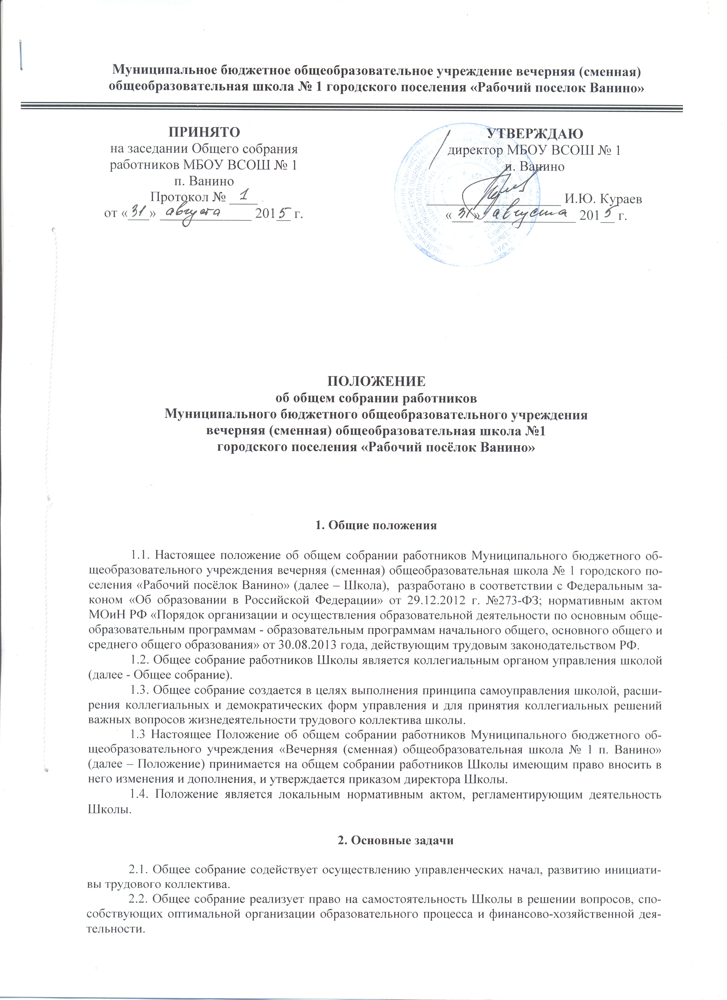 Муниципальное бюджетное общеобразовательное учреждение вечерняя (сменная)
общеобразовательная школа № 1 городского поселения «Рабочий поселок Ванино»
ПРИНЯТО
на заседании Общего собрания
работников МБОУ ВСОШ № 1
п. Ванино
Протокол № 1
от «31» августа 2015 г.
УТВЕРЖДАЮ
директор МБОУ ВСОШ № 1
п. Ванино
И.Ю. Кураев
«31» августа 2015 г.
ПОЛОЖЕНИЕ
об общем собрании работников
Муниципального бюджетного общеобразовательного учреждения
вечерняя (сменная) общеобразовательная школа №1
городского поселения «Рабочий посёлок Ванино»
1. Общие положения
1.1. Настоящее положение об общем собрании работников Муниципального бюджетного об-
щеобразовательного учреждения вечерняя (сменная) общеобразовательная школа № 1 городского по-
селения «Рабочий посёлок Ванино» (далее – Школа), разработано в соответствии с Федеральным за-
коном «Об образовании в Российской Федерации» от 29.12.2012 г. №273-ФЗ; нормативным актом
МОиН РФ «Порядок организации и осуществления образовательной деятельности по основным обще-
образовательным программам - образовательным программам начального общего, основного общего и
среднего общего образования» от 30.08.2013 года, действующим трудовым законодательством РФ.
1.2. Общее собрание работников Школы является коллегиальным органом управления школой
(далее - Общее собрание).
1.3. Общее собрание создается в целях выполнения принципа самоуправления школой, расши-
рения коллегиальных и демократических форм управления и для принятия коллегиальных решений
важных вопросов жизнедеятельности трудового коллектива школы.
1.3 Настоящее Положение об общем собрании работников Муниципального бюджетного об-
щеобразовательного учреждения «Вечерняя (сменная) общеобразовательная школа № 1 п. Ванино»
(далее – Положение) принимается на общем собрании работников Школы имеющим право вносить в
него изменения и дополнения, и утверждается приказом директора Школы.
1.4. Положение является локальным нормативным актом, регламентирующим деятельность
Школы.
2. Основные задачи
2.1. Общее собрание содействует осуществлению управленческих начал, развитию инициати-
вы трудового коллектива.
2.2. Общее собрание реализует право на самостоятельность Школы в решении вопросов, спо-
собствующих оптимальной организации образовательного процесса и финансово-хозяйственной дея-
тельности.